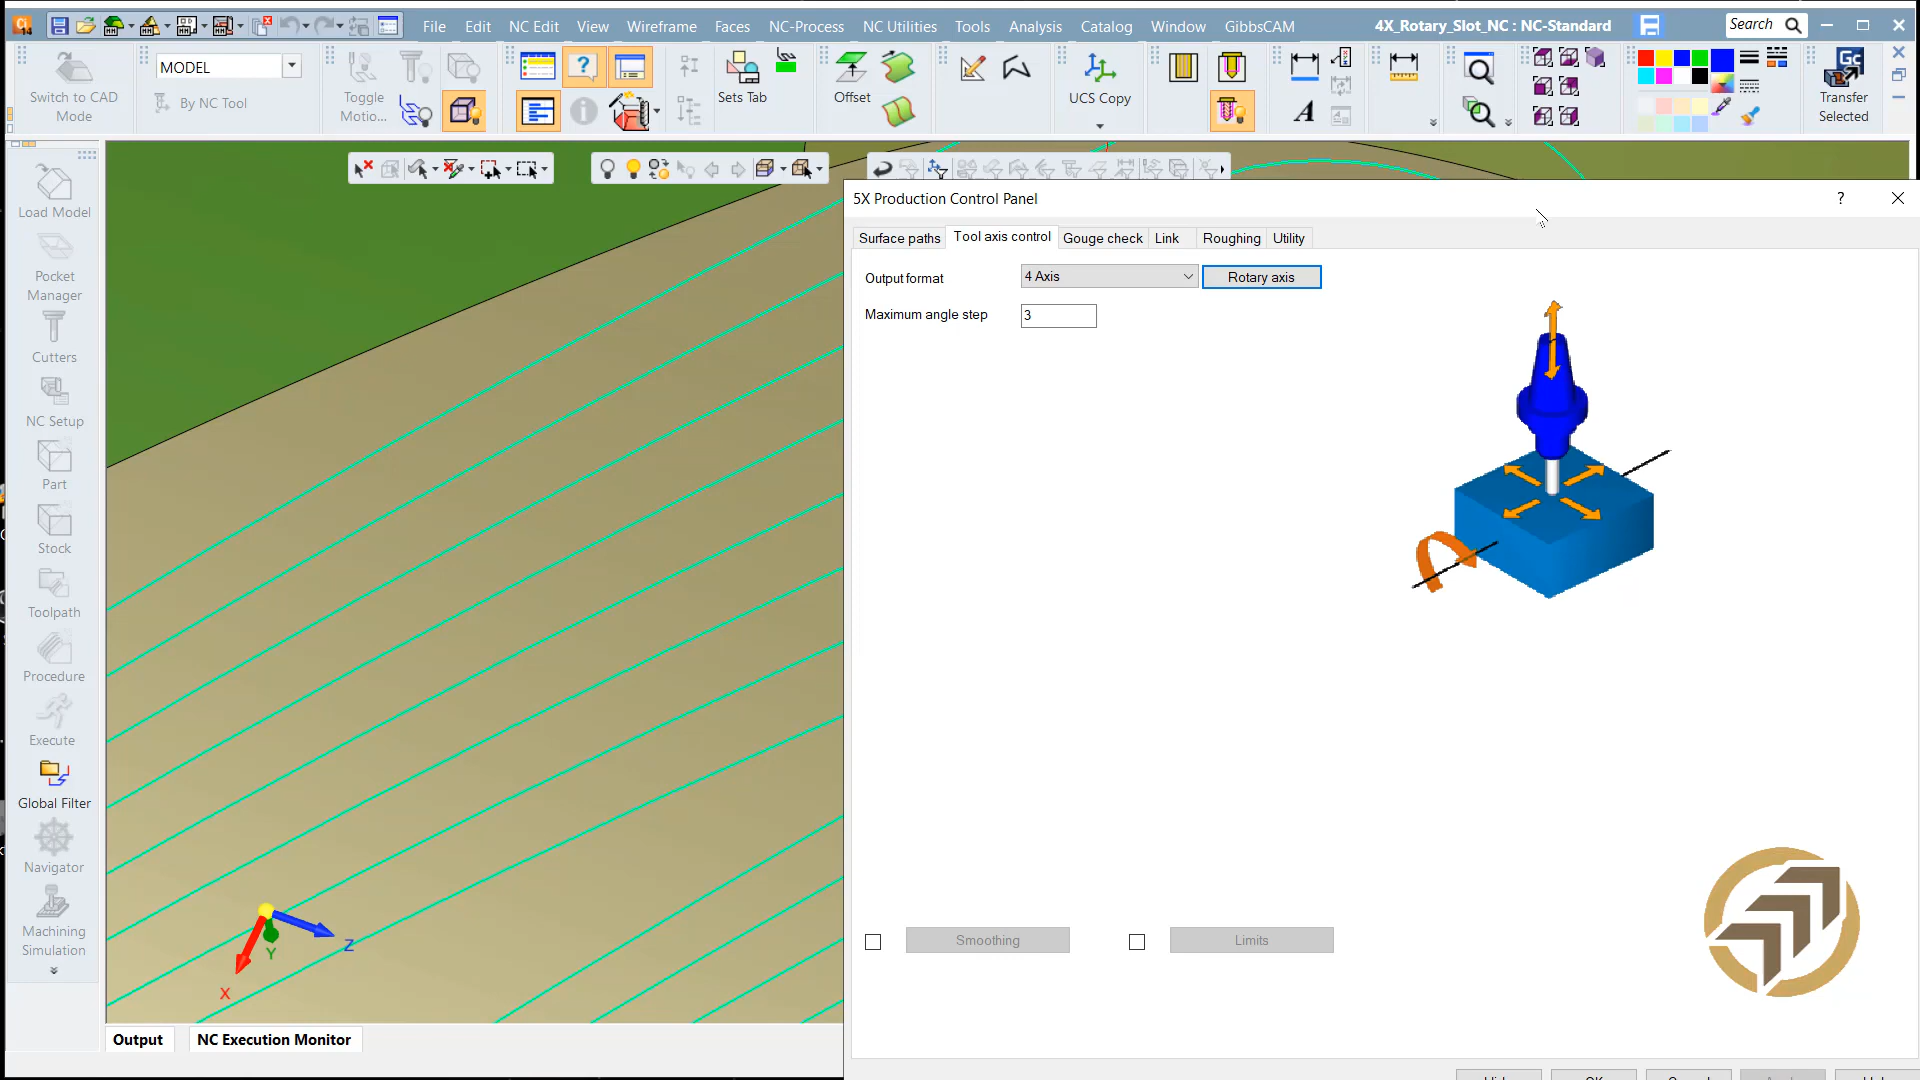 File Edit NC Edit View Wireframe Faces NC-Process NC Utilities Tools Analysis Catalog Window GibbsCAM 4X_Rotary_Slot_NC : NC-Standard Search
Switch to CAD
Mode
MODEL
By NC Tool
Toggle
Motio...
Sets Tab
Offset
UCS Copy
Transfer
Selected
Load Model
Pocket
Manager
Cutters
NC Setup
Part
Stock
Toolpath
Procedure
Execute
Global Filter
Navigator
Machining
Simulation
5X Production Control Panel
Surface paths Tool axis control Gouge check Link Roughing Utility
Output format 4 Axis Rotary axis
Maximum angle step 3
Smoothing Limits
Z
Y
X
Output NC Execution Monitor